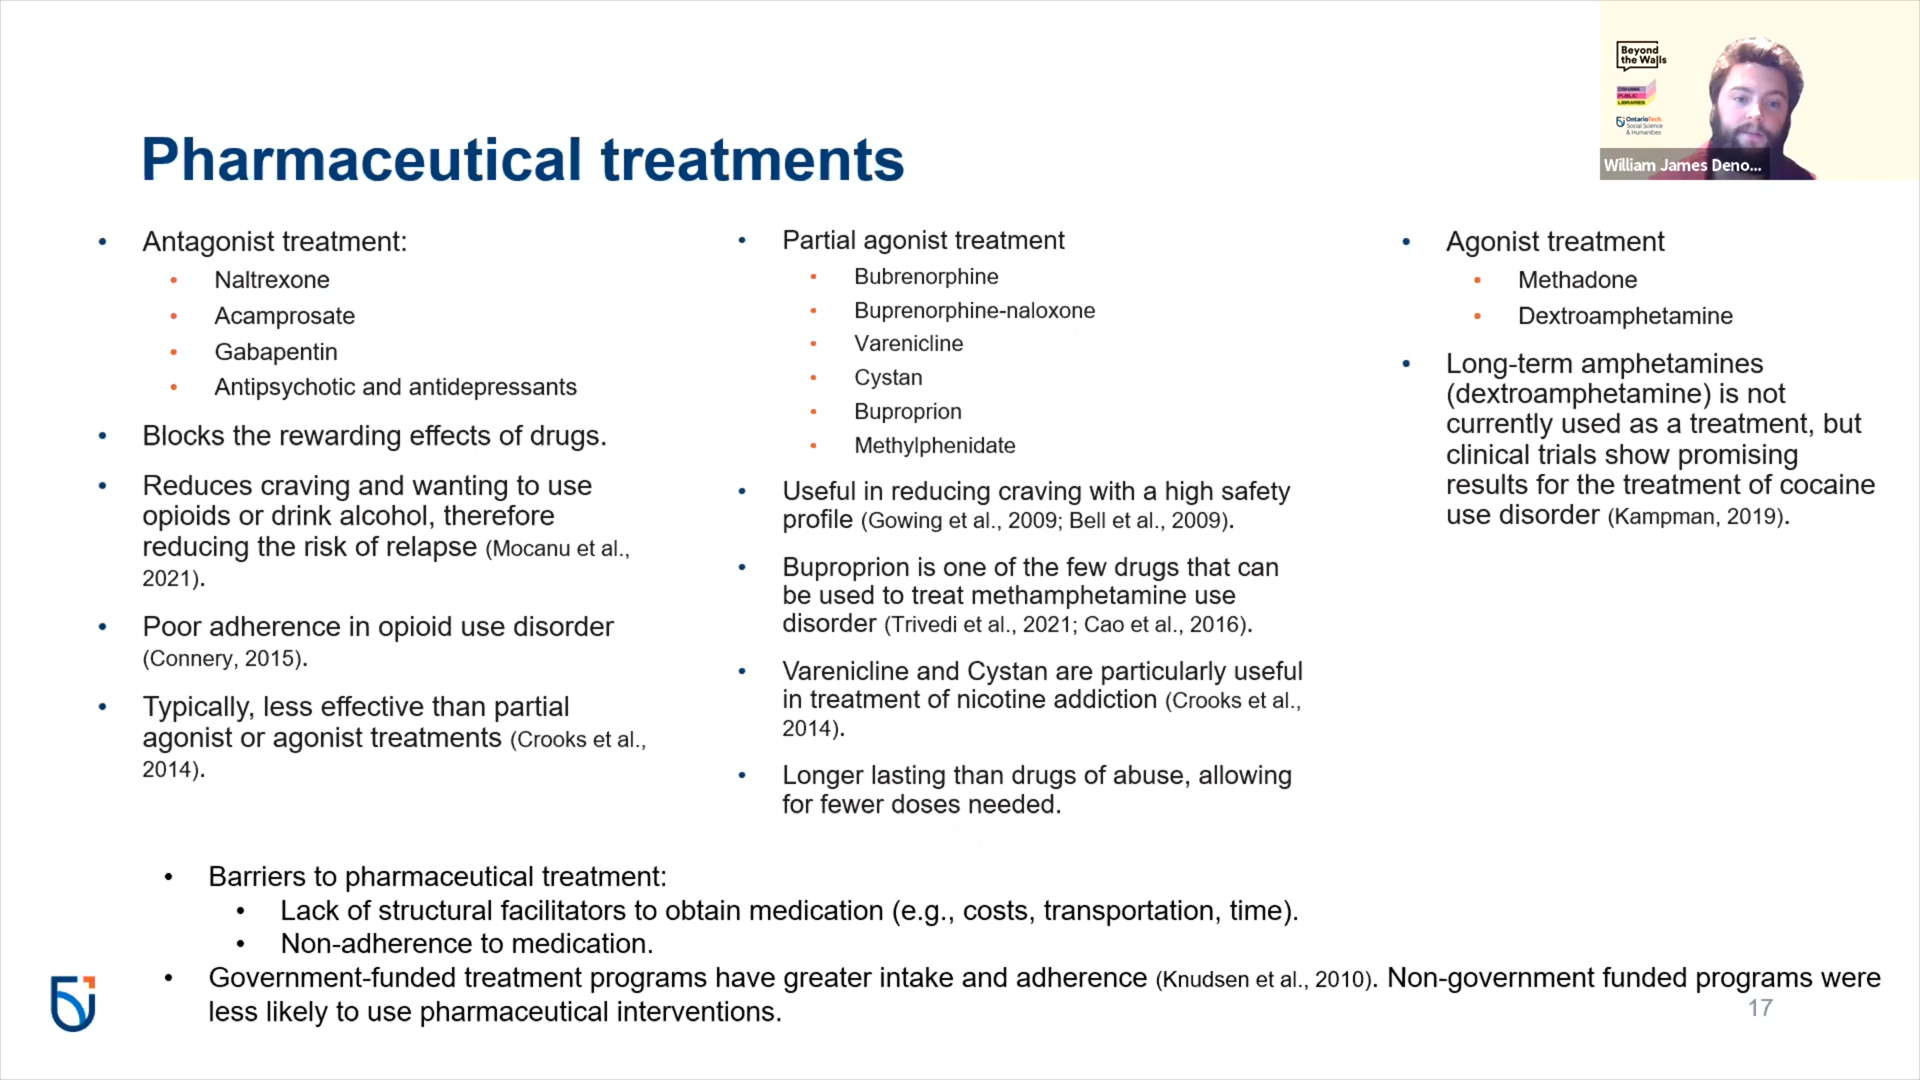 Beyond
the Walls
OSHAWA
PUBLIC
LIBRARIES
OntarioTech
Social Science
& Humanities
William James Deno...
Pharmaceutical treatments
• Antagonist treatment:
• Naltrexone
• Acamprosate
• Gabapentin
• Antipsychotic and antidepressants
• Blocks the rewarding effects of drugs.
• Reduces craving and wanting to use
opioids or drink alcohol, therefore
reducing the risk of relapse (Mocanu et al.,
2021).
• Poor adherence in opioid use disorder
(Connery, 2015).
• Typically, less effective than partial
agonist or agonist treatments (Crooks et al.,
2014).
• Partial agonist treatment
• Bubrenorphine
• Buprenorphine-naloxone
• Varenicline
• Cystan
• Buproprion
• Methylphenidate
• Useful in reducing craving with a high safety
profile (Gowing et al., 2009; Bell et al., 2009).
• Buproprion is one of the few drugs that can
be used to treat methamphetamine use
disorder (Trivedi et al., 2021; Cao et al., 2016).
• Varenicline and Cystan are particularly useful
in treatment of nicotine addiction (Crooks et al.,
2014).
• Longer lasting than drugs of abuse, allowing
for fewer doses needed.
• Agonist treatment
• Methadone
• Dextroamphetamine
• Long-term amphetamines
(dextroamphetamine) is not
currently used as a treatment, but
clinical trials show promising
results for the treatment of cocaine
use disorder (Kampman, 2019).
• Barriers to pharmaceutical treatment:
• Lack of structural facilitators to obtain medication (e.g., costs, transportation, time).
• Non-adherence to medication.
• Government-funded treatment programs have greater intake and adherence (Knudsen et al., 2010). Non-government funded programs were
less likely to use pharmaceutical interventions.
17